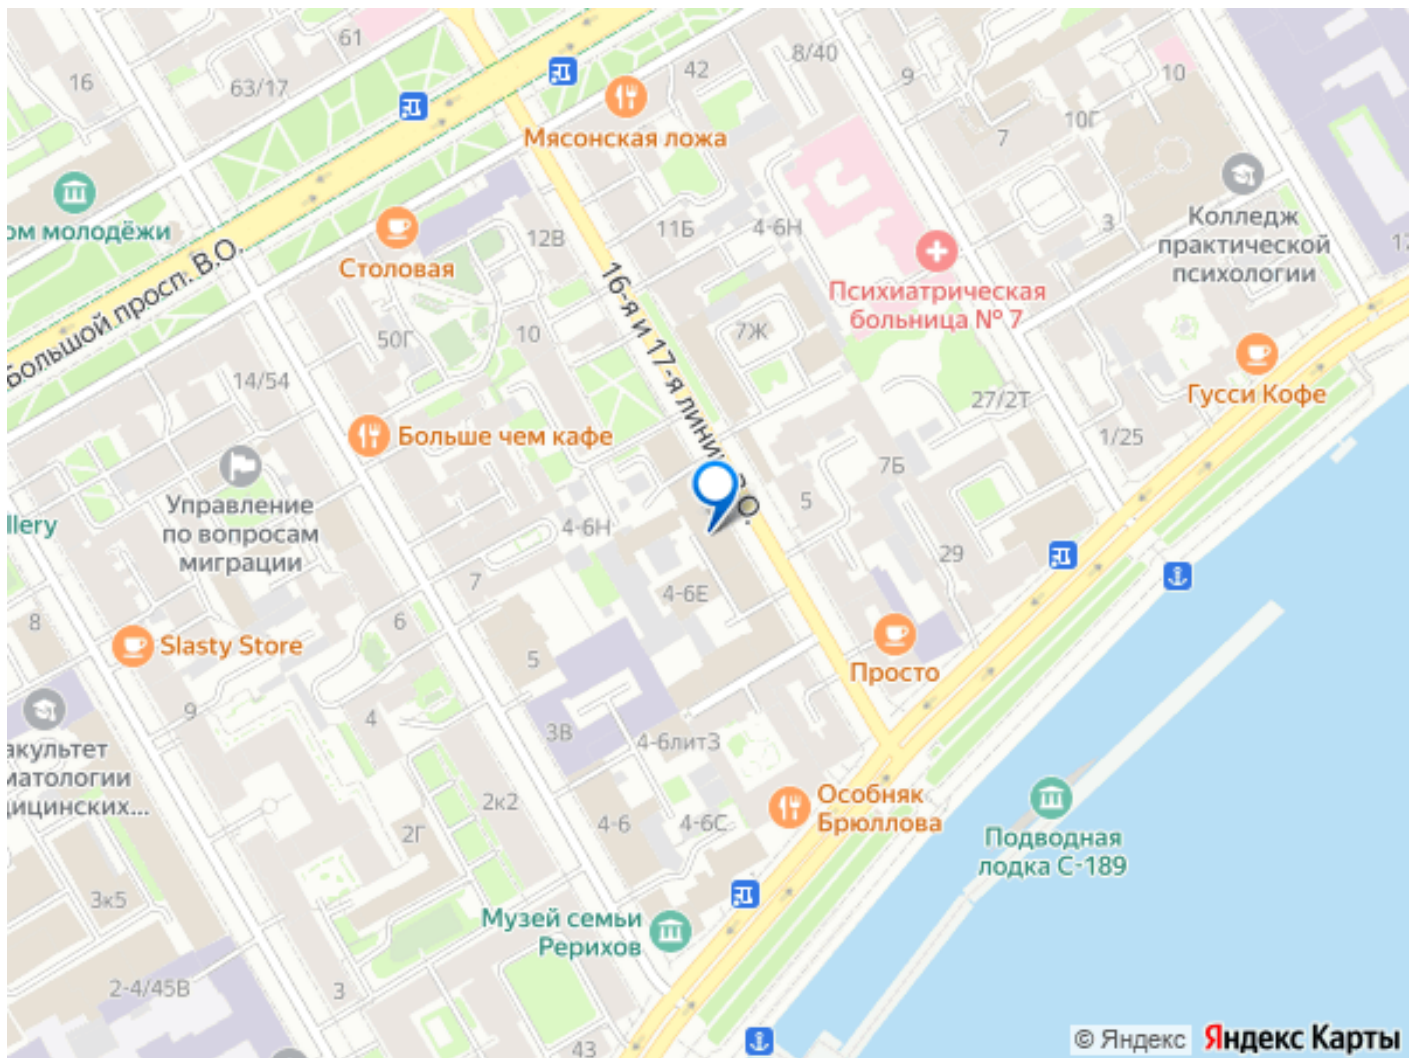 61
16
63/17
42
8/40
9
10
Мясонская ложа
10Г
7
ом молодёжи
Столовая
12В
11Б
4-6Н
3
Колледж
практической
психологии
Большой просп. В.О.
16-я и 17-я линии В.О.
Психиатрическая
больница № 7
50Г
10
7Ж
14/54
27/2Т
Гусси Кофе
Больше чем кафе
1/25
7Б
Управление
по вопросам
миграции
llery
4-6Н
5
29
7
4-6Е
8
6
Slasty Store
5
Просто
9
4
3В
4-6литЗ
акультет
матологии
дицинских...
2к2
2Г
4-6
4-6С
Особняк
Брюллова
Подводная
лодка С-189
3к5
Музей семьи
Рерихов
2-4/45В
3
43
© Яндекс
Яндекс Карты